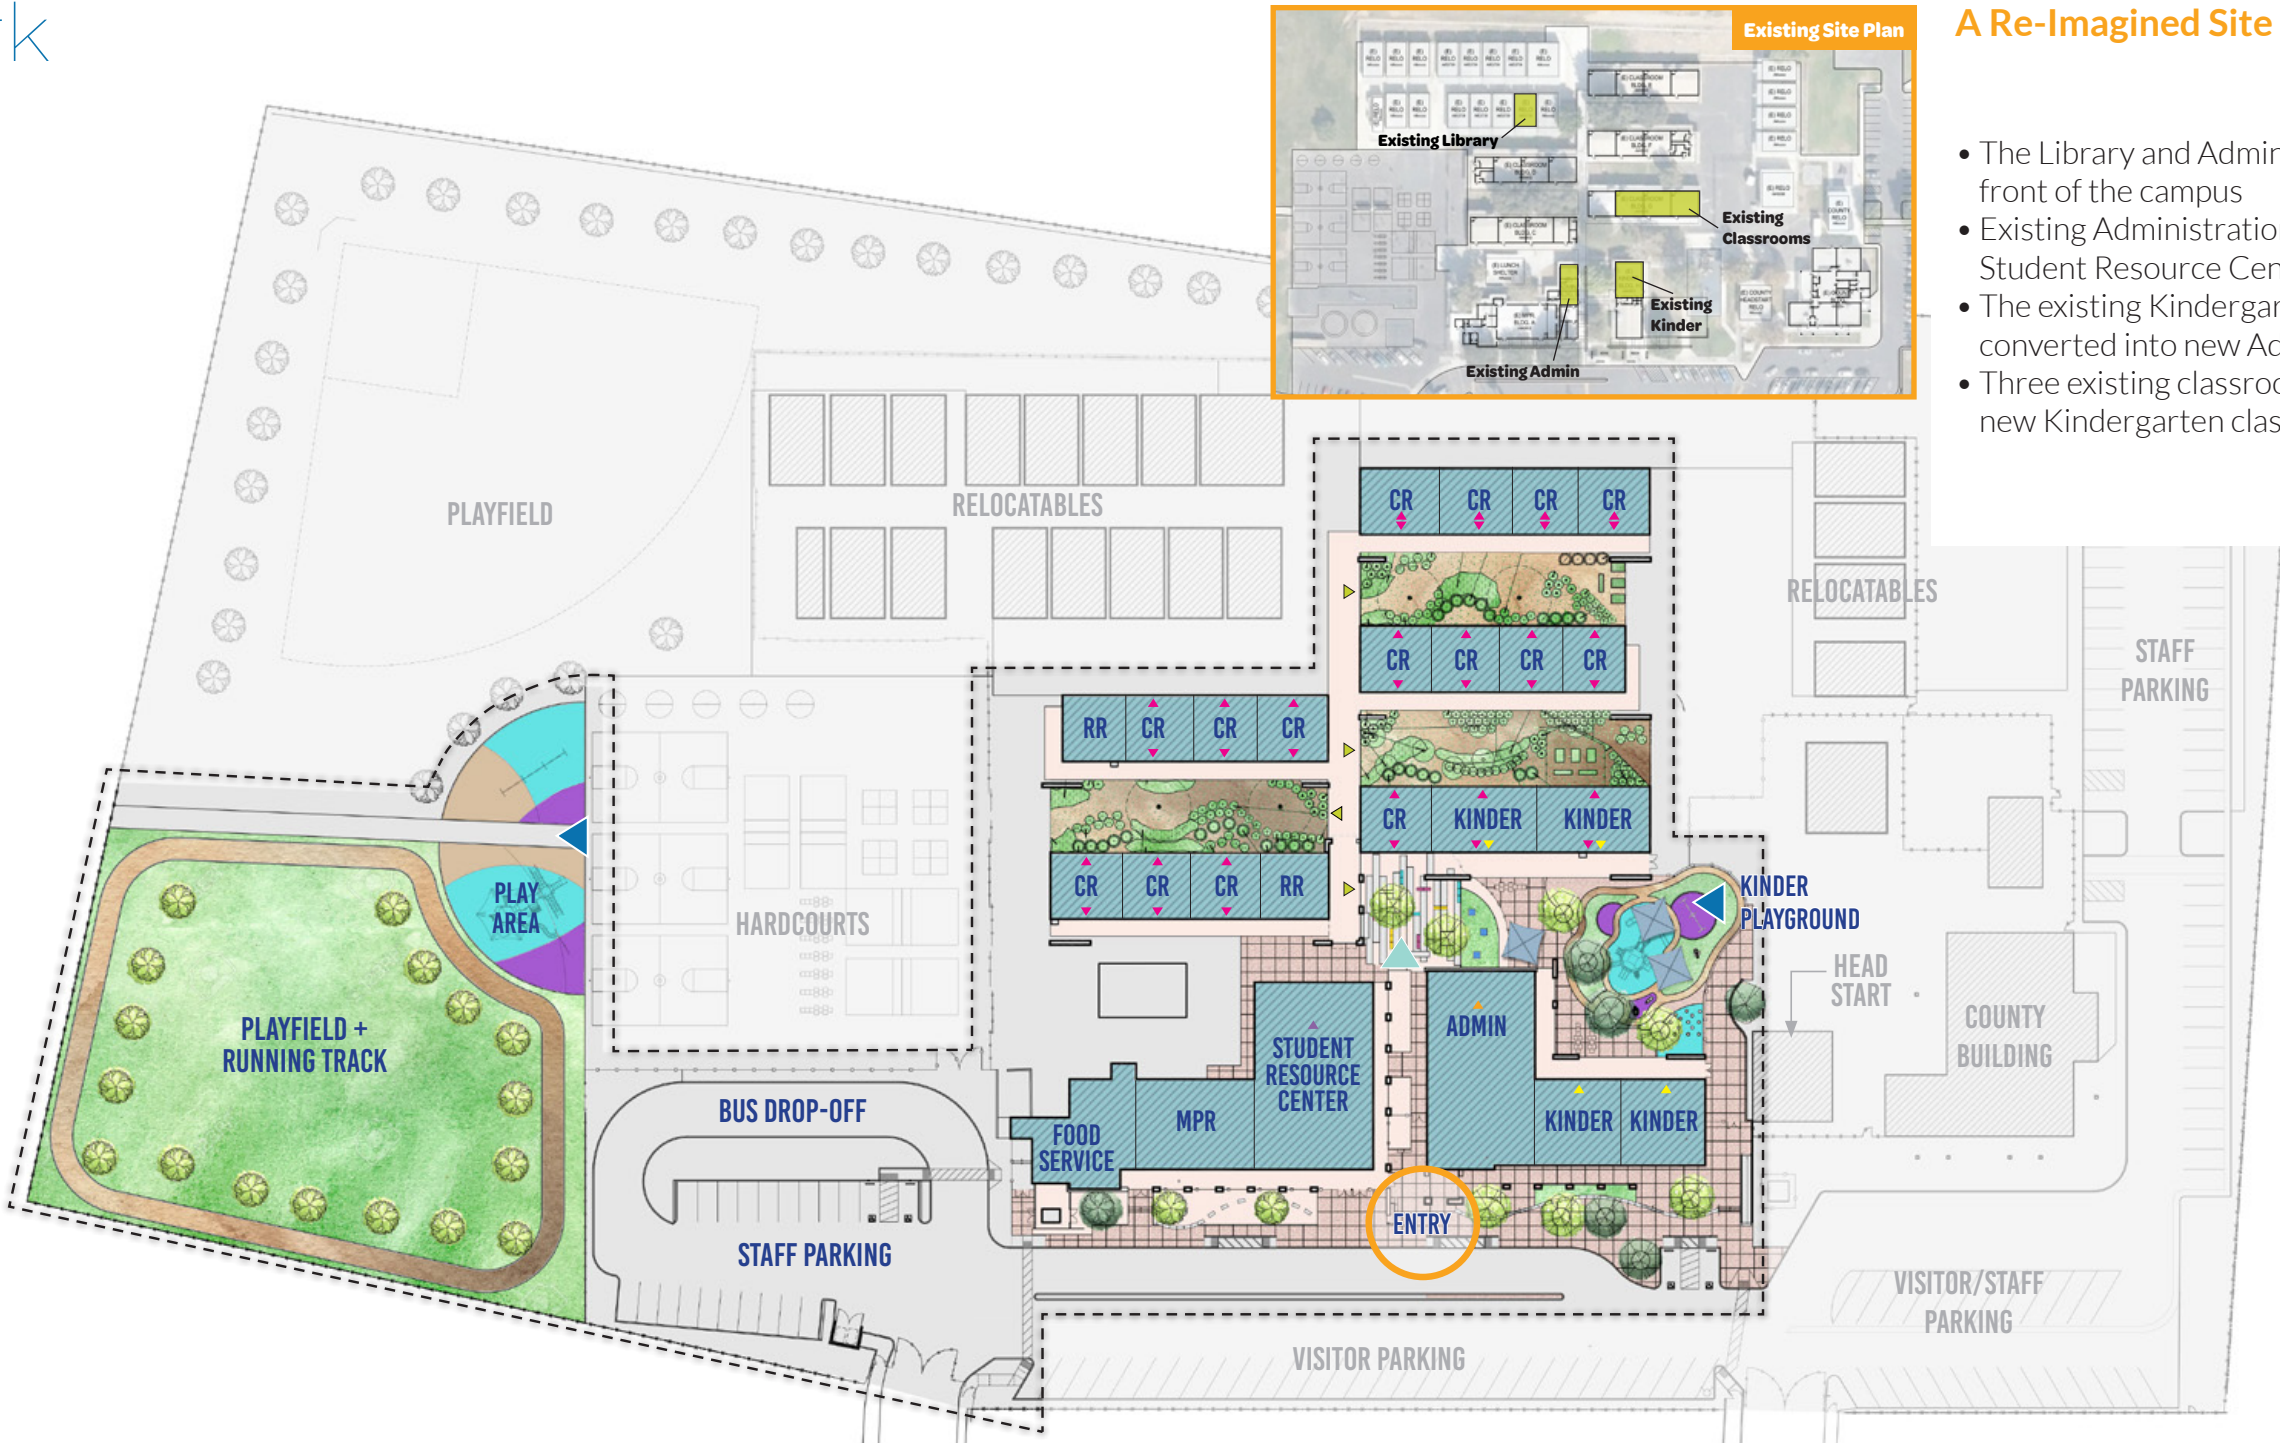 k
Existing Site Plan
Existing Library
Existing
Classrooms
Existing
Kinder
Existing Admin
A Re-Imagined Site
• The Library and Admin
front of the campus
• Existing Administratio
Student Resource Cen
• The existing Kindergar
converted into new Ad
• Three existing classroo
new Kindergarten clas
PLAYFIELD
RELOCATABLES
CR CR CR CR
RELOCATABLES
CR CR CR CR
STAFF
PARKING
RR CR CR CR
CR KINDER KINDER
PLAY
AREA
CR CR CR RR
HARDCOURTS
KINDER
PLAYGROUND
HEAD
START
PLAYFIELD +
RUNNING TRACK
ADMIN
COUNTY
BUILDING
STUDENT
RESOURCE
CENTER
BUS DROP-OFF
MPR
KINDER KINDER
FOOD
SERVICE
ENTRY
STAFF PARKING
VISITOR/STAFF
PARKING
VISITOR PARKING